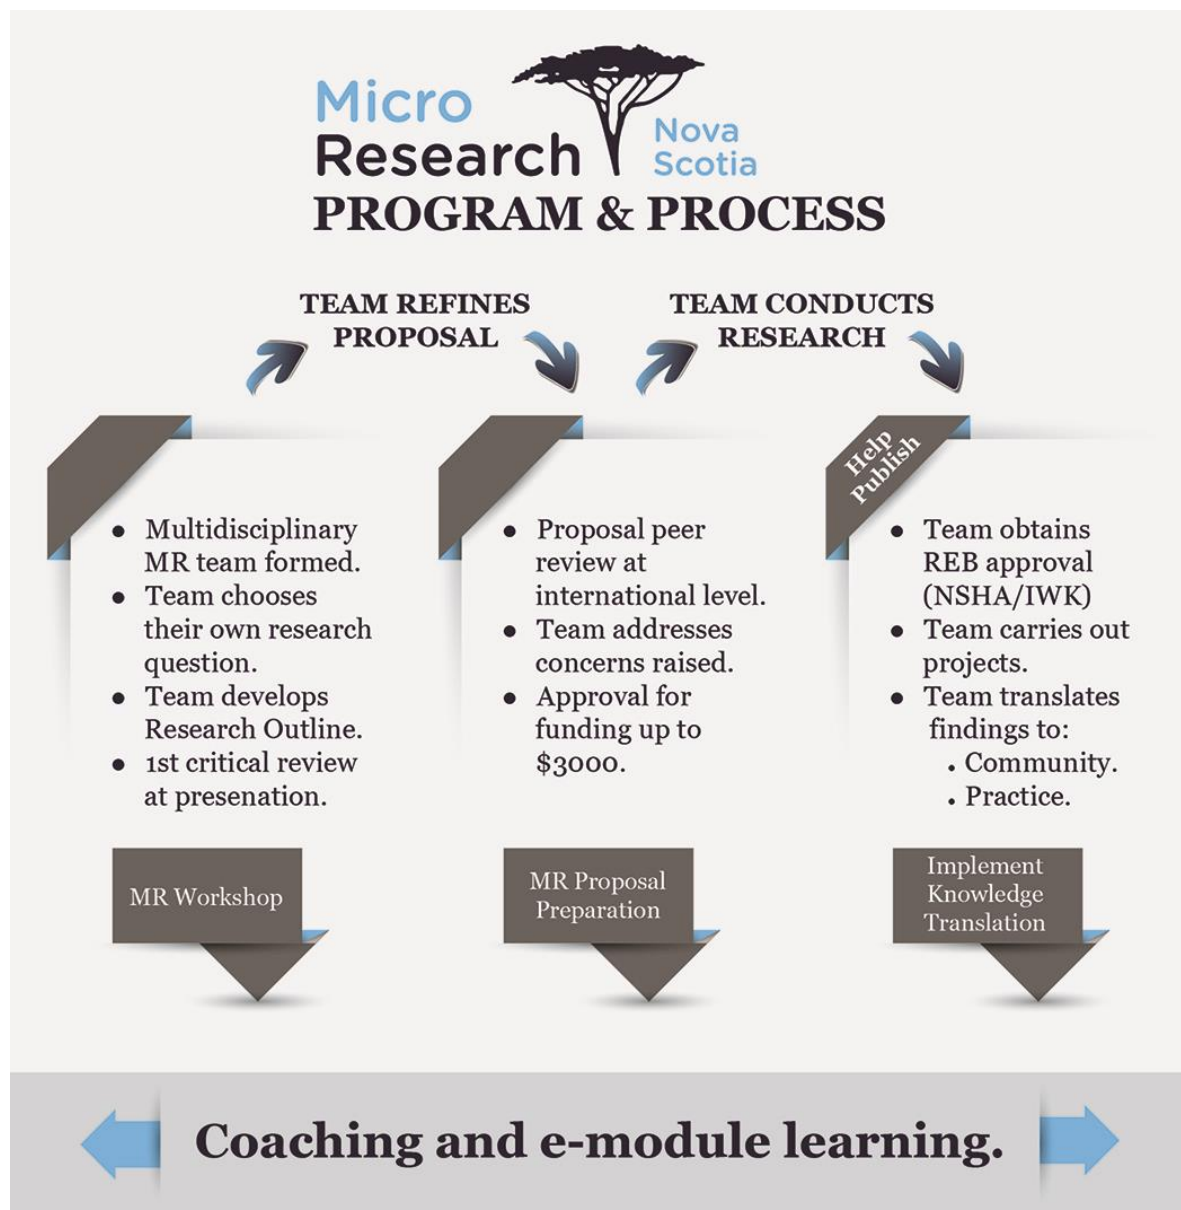 Micro
Research
Nova
Scotia
PROGRAM & PROCESS
TEAM REFINES
PROPOSAL
TEAM CONDUCTS
RESEARCH
● Multidisciplinary
MR team formed.
● Team chooses
their own research
question.
● Team develops
Research Outline.
● 1st critical review
at presenation.
MR Workshop
● Proposal peer
review at
international level.
● Team addresses
concerns raised.
● Approval for
funding up to
$3000.
MR Proposal
Preparation
Help
Publish
● Team obtains
REB approval
(NSHA/IWK)
● Team carries out
projects.
● Team translates
findings to:
• Community.
• Practice.
Implement
Knowledge
Translation
Coaching and e-module learning.